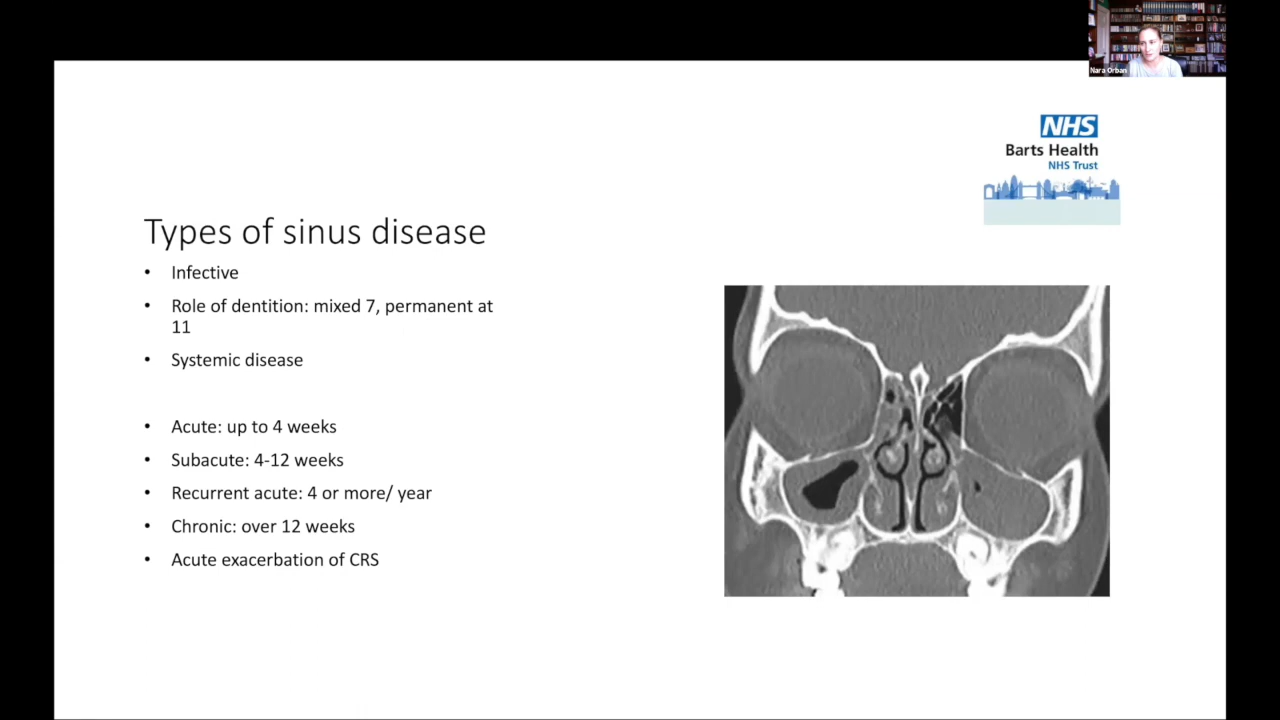 Nara Orban
NHS
Barts Health
NHS Trust
Types of sinus disease
• Infective
• Role of dentition: mixed 7, permanent at
11
• Systemic disease
• Acute: up to 4 weeks
• Subacute: 4-12 weeks
• Recurrent acute: 4 or more/ year
• Chronic: over 12 weeks
• Acute exacerbation of CRS